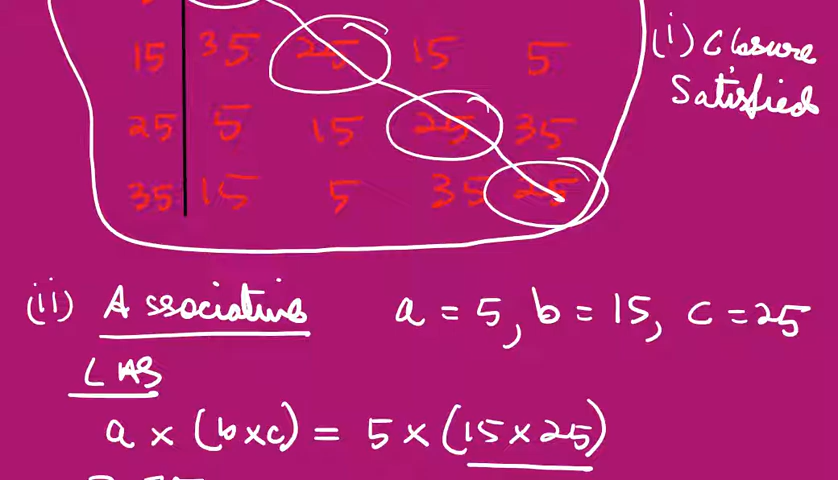 15 35 25 15 5
25 5 15 25 35
35 15 5 35 25
(i) Closure
Satisfied
(ii) Associative a = 5, b = 15, c = 25
LHS
a × (b×c) = 5 × (15×25)